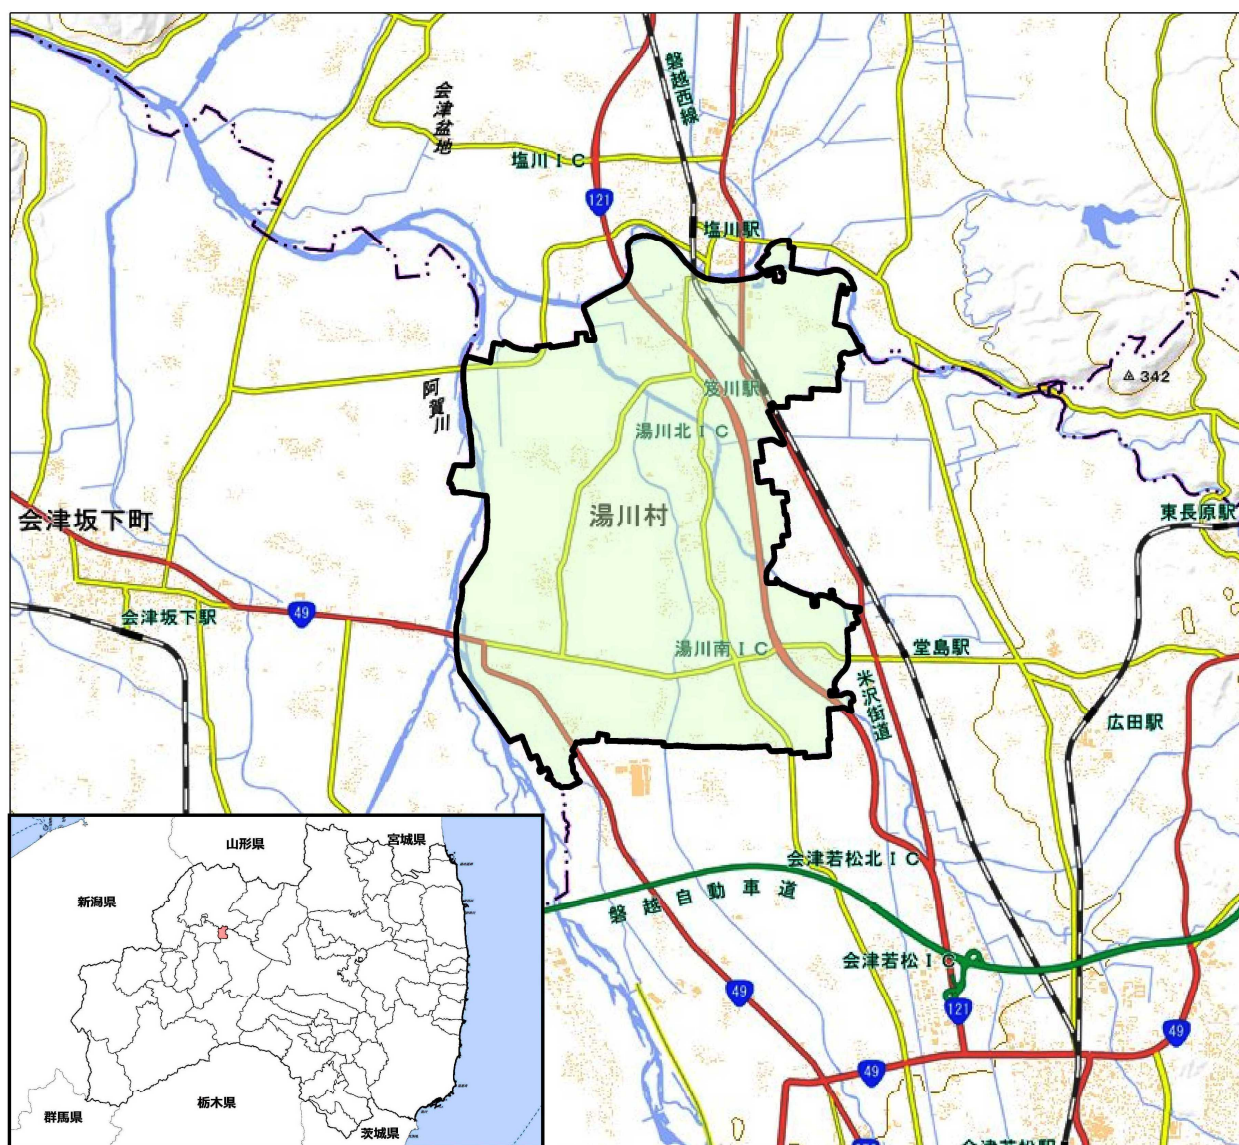 磐越西線
会津盆地
塩川IC
121
塩川駅
阿賀川
342
笈川駅
湯川北IC
湯川村
会津坂下町
東長原駅
49
会津坂下駅
湯川南IC
堂島駅
米沢街道
広田駅
会津若松北IC
磐越自動車道
会津若松IC
49
121
49
49
山形県
宮城県
新潟県
群馬県
栃木県
茨城県